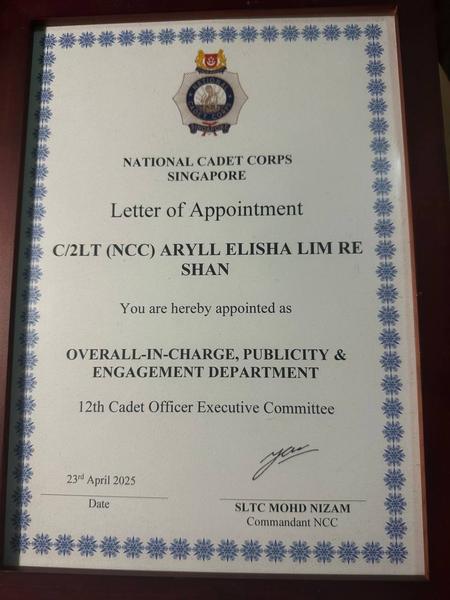 NATIONAL CADET CORPS
SINGAPORE
Letter of Appointment
C/2LT (NCC) ARYLL ELISHA LIM RE
SHAN
You are hereby appointed as
OVERALL-IN-CHARGE, PUBLICITY &
ENGAGEMENT DEPARTMENT
12th Cadet Officer Executive Committee
23rd April 2025
Date
SLTC MOHD NIZAM
Commandant NCC